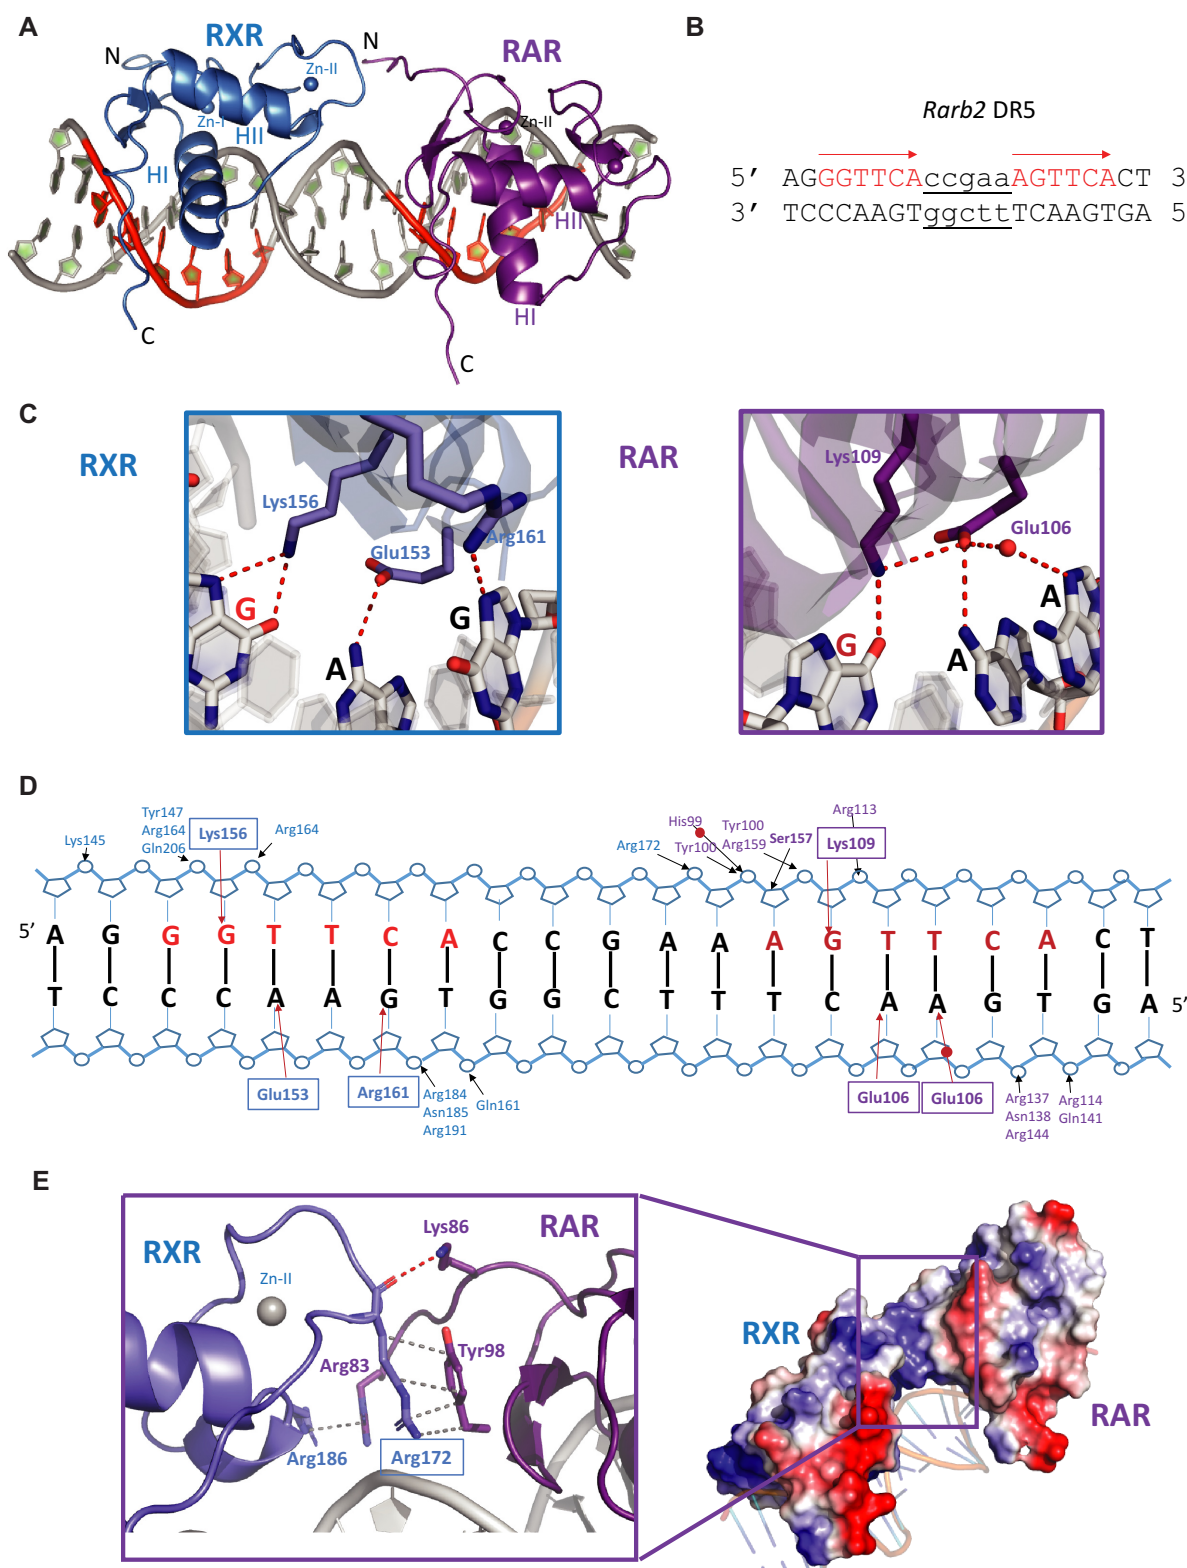 A
B
RXR
N
N
RAR
Zn-II
Zn-I
HII
HI
Zn-II
HII
HI
C
C
Rarb2 DR5
5' AGGGTTCAccgaaAGTTCACT 3
3' TCCCAAGTggctttTCAAGTGA 5
C
RXR
Lys156
Glu153
Arg161
G
A
G
RAR
Lys109
Glu106
G
A
A
D
Lys145
Tyr147
Arg164
Gln206
Lys156
Arg164
Arg172
His99
Tyr100
Tyr100
Arg159
Ser157
Arg113
Lys109
5' A G G G T T C A C C G A A A G T T C A C T
T C C C A A G T G G C T T T C A A G T G A 5'
Glu153
Arg161
Arg184
Asn185
Arg191
Gln161
Glu106
Glu106
Arg137
Asn138
Arg144
Arg114
Gln141
E
RXR
Zn-II
Lys86
RAR
Arg83
Tyr98
Arg186
Arg172
RXR
RAR